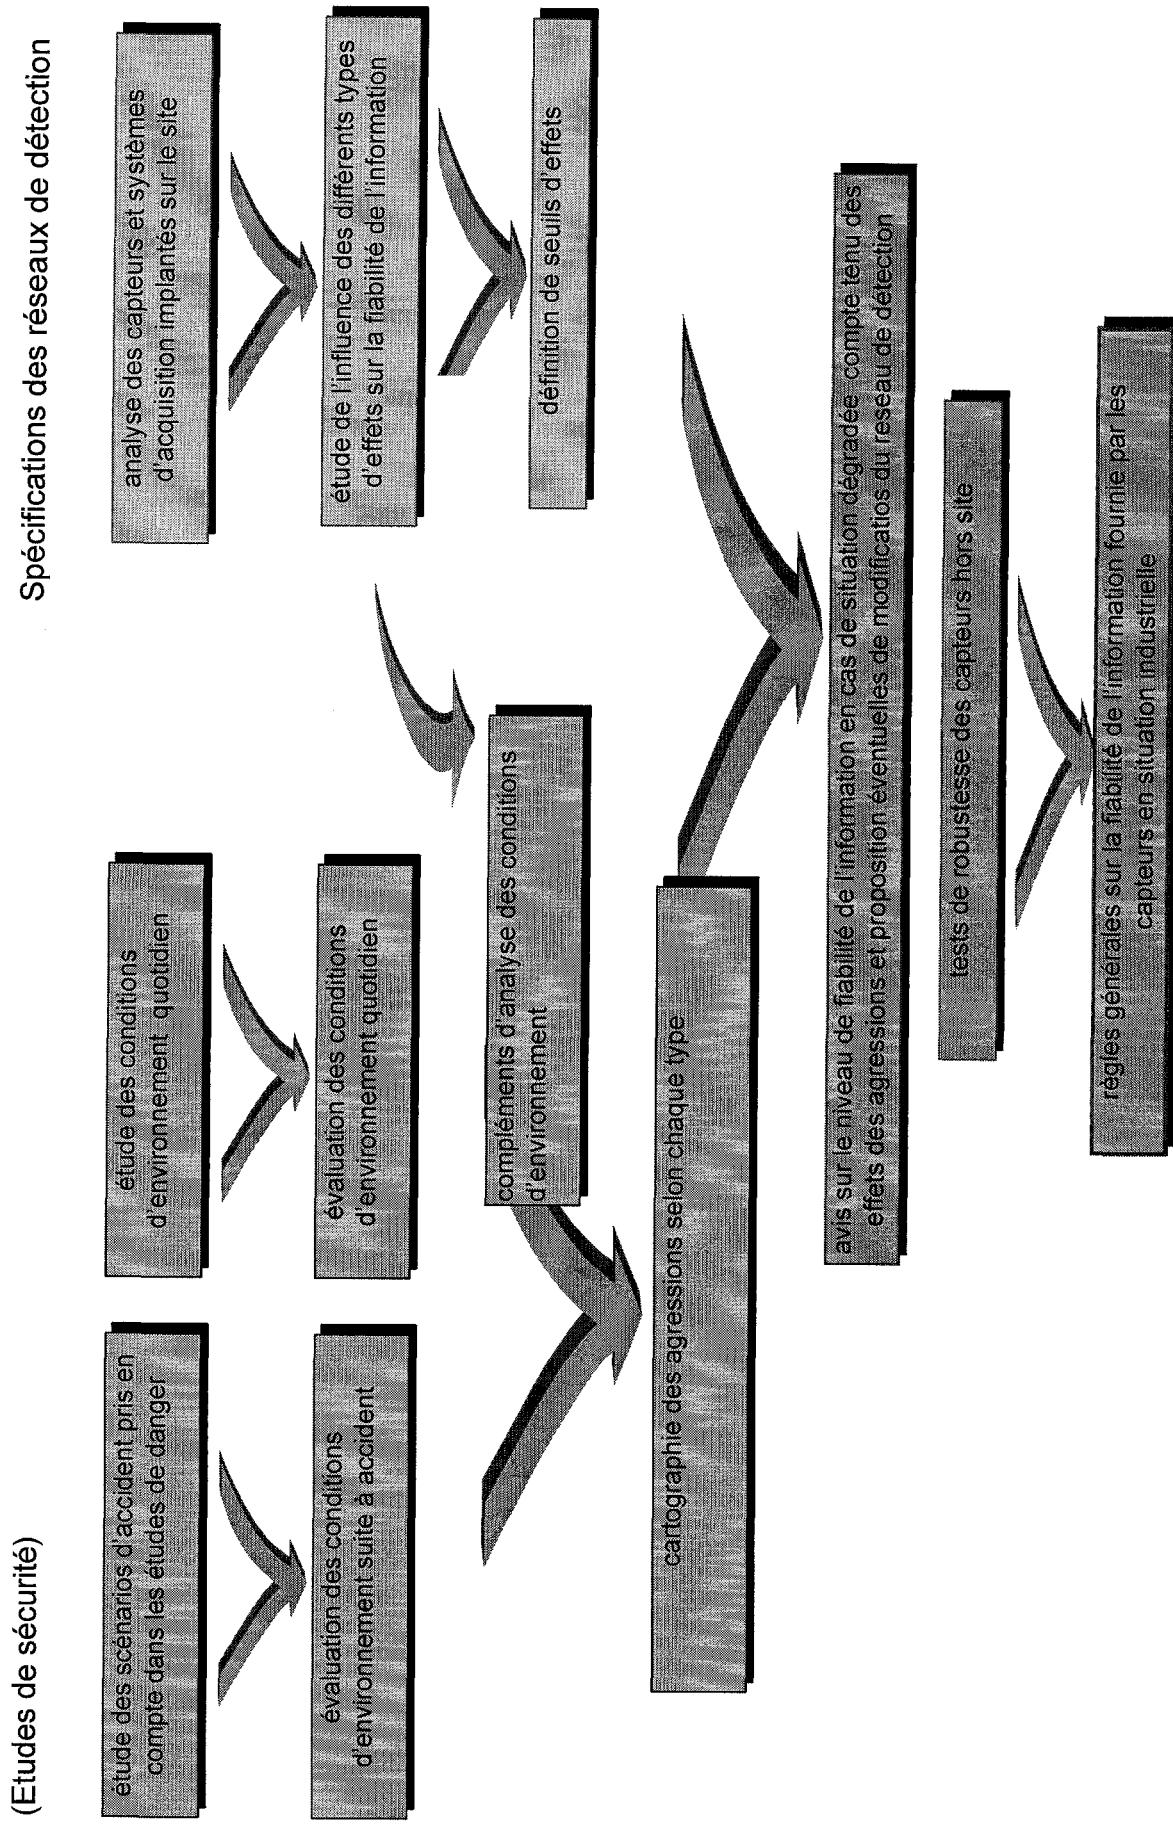 (Etudes de sécurité)
Spécifications des réseaux de détection
étude des scénarios d'accident pris en
compte dans les études de danger
étude des conditions
d'environnement quotidien
analyse des capteurs et systèmes
d'acquisition implantés sur le site
évaluation des conditions
d'environnement suite à accident
évaluation des conditions
d'environnement quotidien
étude de l'influence des différents types
d'effets sur la fiabilité de l'information
compléments d'analyse des conditions
d'environnement
définition de seuils d'effets
cartographie des agressions selon chaque type
avis sur le niveau de fiabilité de l'information en cas de situation dégradée compte tenu des
effets des agressions et proposition éventuelles de modificatios du réseau de détection
tests de robustesse des capteurs hors site
règles générales sur la fiabilité de l'information fournie par les
capteurs en situation industrielle